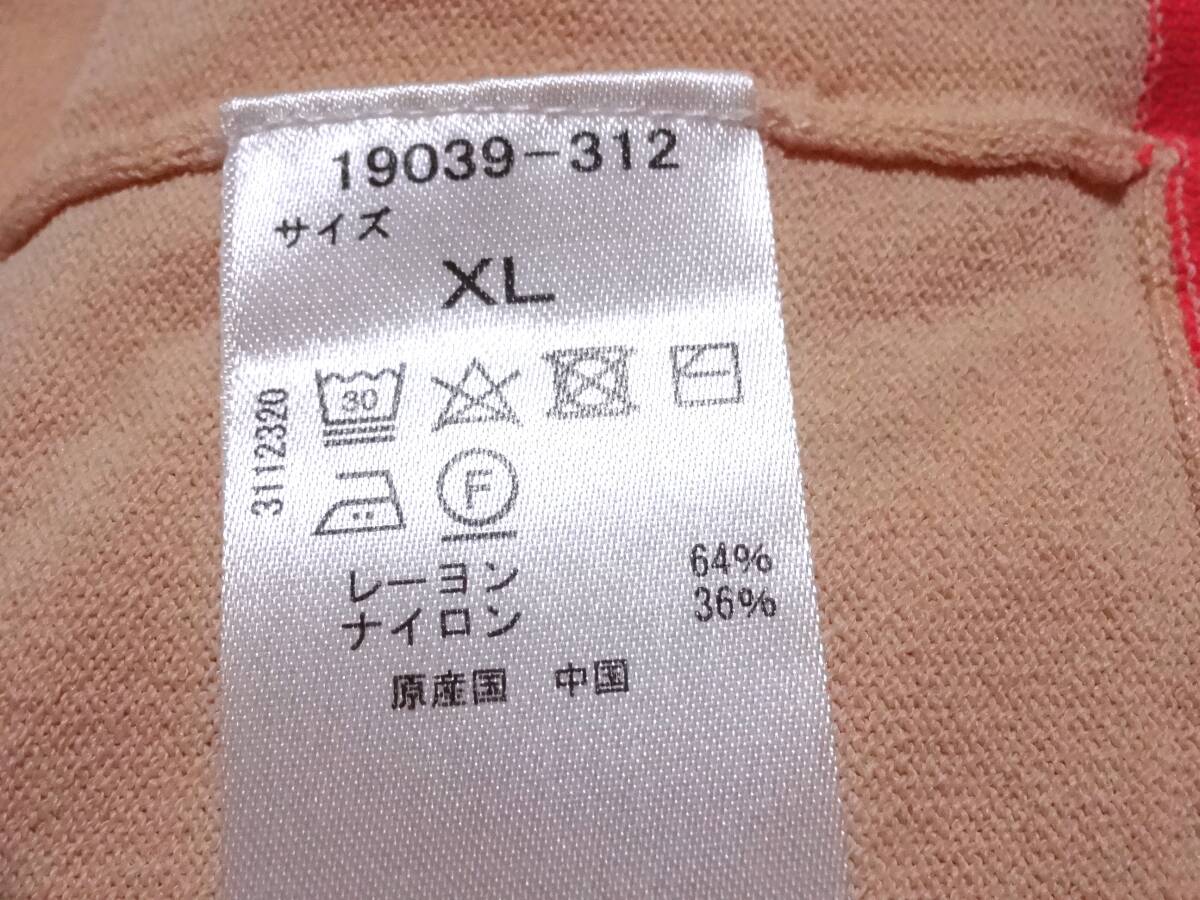 19039-312
サイズ
XL
3112320
30
F
レーヨン 64%
ナイロン 36%
原産国 中国